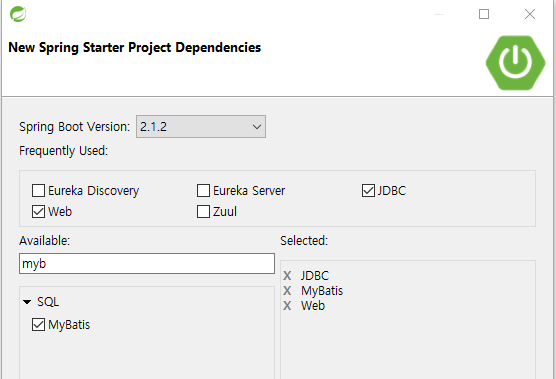 New Spring Starter Project Dependencies
Spring Boot Version: 2.1.2
Frequently Used:
Eureka Discovery Eureka Server JDBC
Web Zuul
Available: Selected:
myb
X JDBC
X MyBatis
X Web
SQL
MyBatis